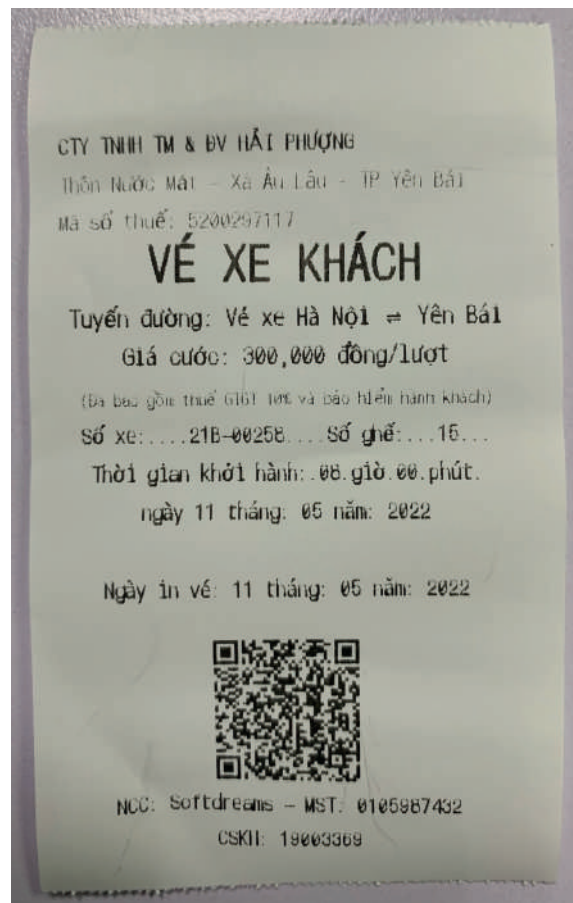 CTY TNHH TM & ĐV HẢI PHƯỢNG
Thôn Nước Mát - Xã Âu Lâu - TP Yên Bái
Mã số thuế: 5200297117
VÉ XE KHÁCH
Tuyến đường: Vé xe Hà Nội ⇌ Yên Bái
Giá cước: 300,000 đồng/lượt
(Đã bao gồm thuế GTGT 10% và bảo hiểm hành khách)
Số xe:....21B-00258....Số ghế:...15...
Thời gian khởi hành:.08.giờ.00.phút.
ngày 11 tháng: 05 năm: 2022
Ngày in vé: 11 tháng: 05 năm: 2022
NCC: Softdreams - MST: 0105987432
CSKH: 19003369